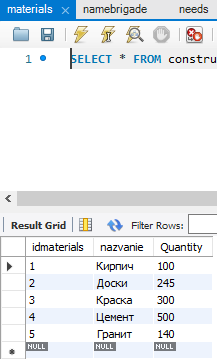 materials namebrigade needs
1 SELECT * FROM constru
Result Grid Filter Rows:
idmaterials nazvanie Quantity
1 Кирпич 100
2 Доски 245
3 Краска 300
4 Цемент 500
5 Гранит 140
NULL NULL NULL